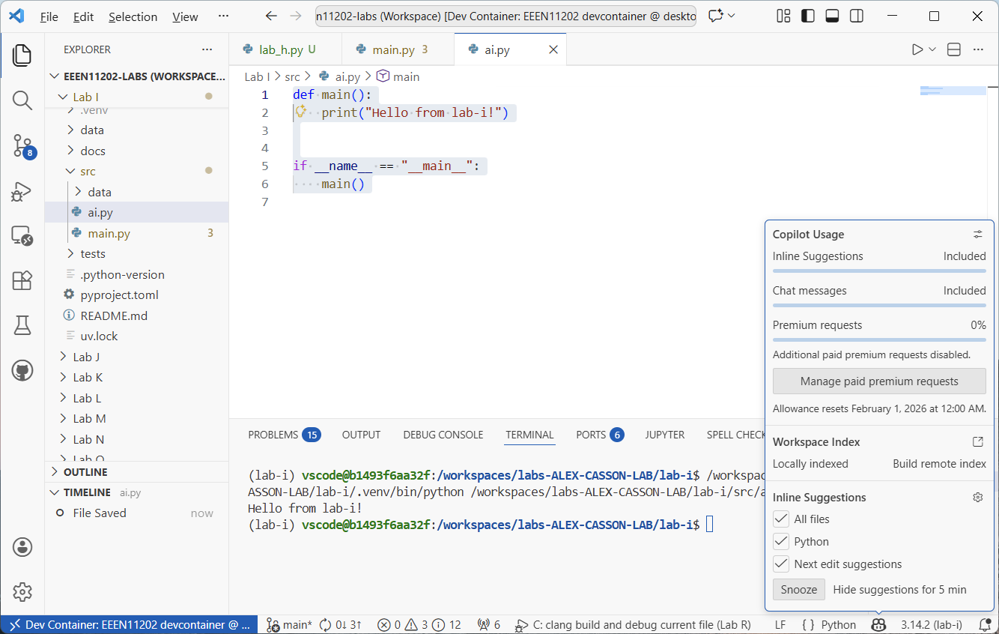 File Edit Selection View ··· n11202-labs (Workspace) [Dev Container: EEEN11202 devcontainer @ deskto
EXPLORER ···
EEEN11202-LABS (WORKSPACE...
Lab I
.venv
data
docs
src
data
ai.py
main.py 3
tests
.python-version
pyproject.toml
README.md
uv.lock
Lab J
Lab K
Lab L
Lab M
Lab N
Lab O
OUTLINE
TIMELINE ai.py
File Saved now
8
lab_h.py U main.py 3 ai.py
Lab I > src > ai.py > main
1 def main():
2 print("Hello from lab-i!")
3
4
5 if __name__ == "__main__":
6 main()
7
PROBLEMS 15 OUTPUT DEBUG CONSOLE TERMINAL PORTS 6 JUPYTER SPELL CHECK
(lab-i) vscode@b1493f6aa32f:/workspaces/labs-ALEX-CASSON-LAB/lab-i$ /workspac
ASSON-LAB/lab-i/.venv/bin/python /workspaces/labs-ALEX-CASSON-LAB/lab-i/src/a
Hello from lab-i!
(lab-i) vscode@b1493f6aa32f:/workspaces/labs-ALEX-CASSON-LAB/lab-i$
Copilot Usage
Inline Suggestions Included
Chat messages Included
Premium requests 0%
Additional paid premium requests disabled.
Manage paid premium requests
Allowance resets February 1, 2026 at 12:00 AM.
Workspace Index
Locally indexed Build remote index
Inline Suggestions
All files
Python
Next edit suggestions
Snooze Hide suggestions for 5 min
Dev Container: EEEN11202 devcontainer @ ... main* 0↓ 3↑ 0 3 12 6 C: clang build and debug current file (Lab R) LF { } Python 3.14.2 (lab-i)